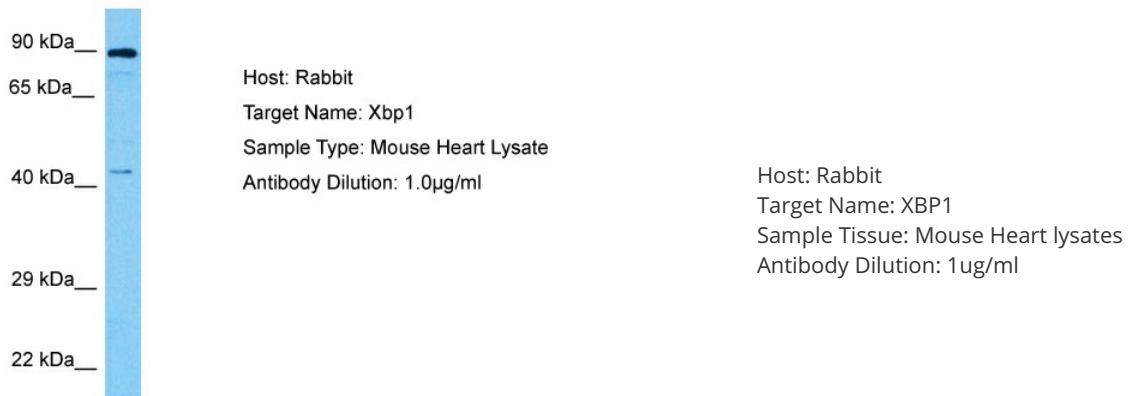 90 kDa__
65 kDa__
40 kDa__
29 kDa__
22 kDa__
Host: Rabbit
Target Name: Xbp1
Sample Type: Mouse Heart Lysate
Antibody Dilution: 1.0µg/ml
Host: Rabbit
Target Name: XBP1
Sample Tissue: Mouse Heart lysates
Antibody Dilution: 1ug/ml